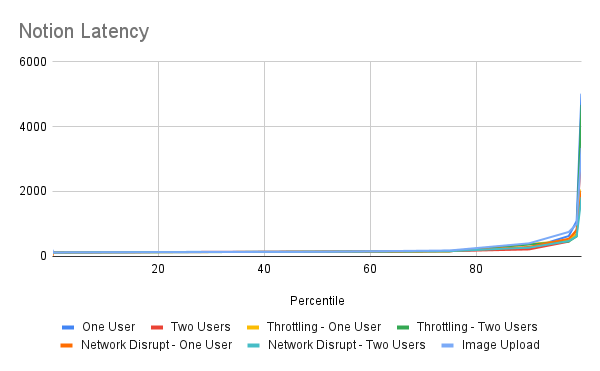 Notion Latency
6000
4000
2000
0
20 40 60 80
Percentile
One User Two Users Throttling - One User Throttling - Two Users
Network Disrupt - One User Network Disrupt - Two Users Image Upload